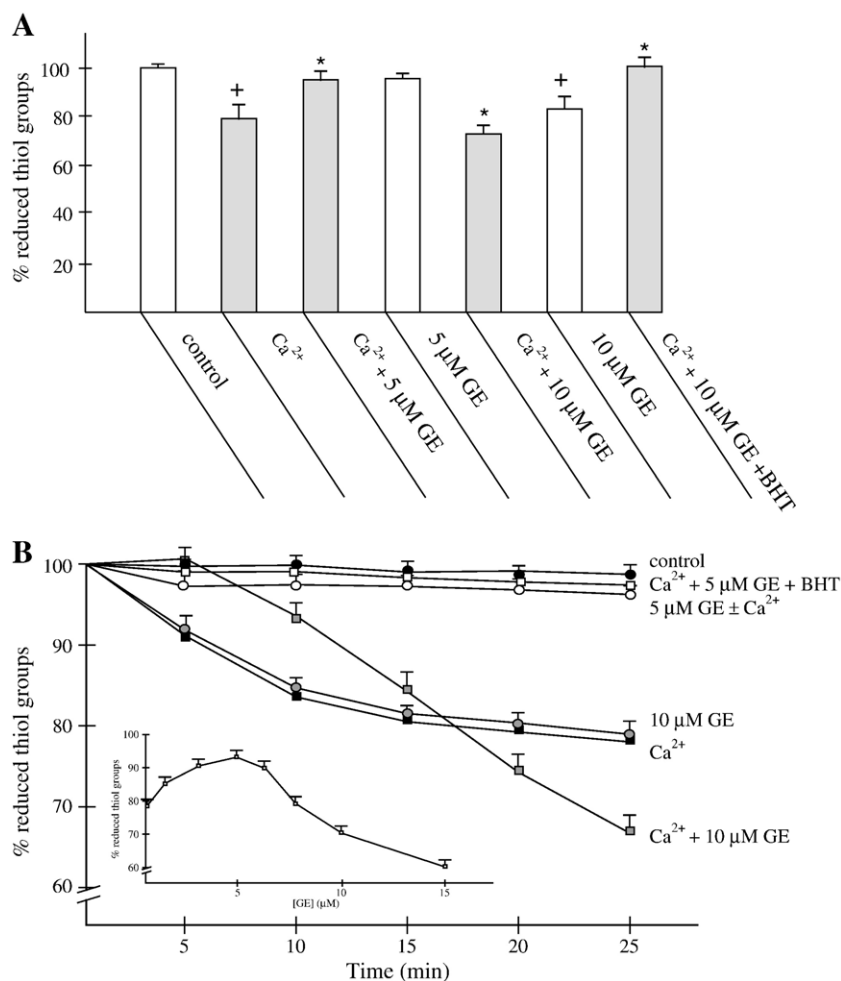 A
% reduced thiol groups
100
80
60
40
20
+
*
*
+
*
control
Ca²⁺
Ca²⁺ + 5 μM GE
5 μM GE
Ca²⁺ + 10 μM GE
10 μM GE
Ca²⁺ + 10 μM GE +BHT
B
% reduced thiol groups
100
90
80
70
60
control
Ca²⁺ + 5 μM GE + BHT
5 μM GE ± Ca²⁺
10 μM GE
Ca²⁺
Ca²⁺ + 10 μM GE
% reduced thiol groups
100
90
80
70
60
5
10
15
[GE] (μM)
5
10
15
20
25
Time (min)